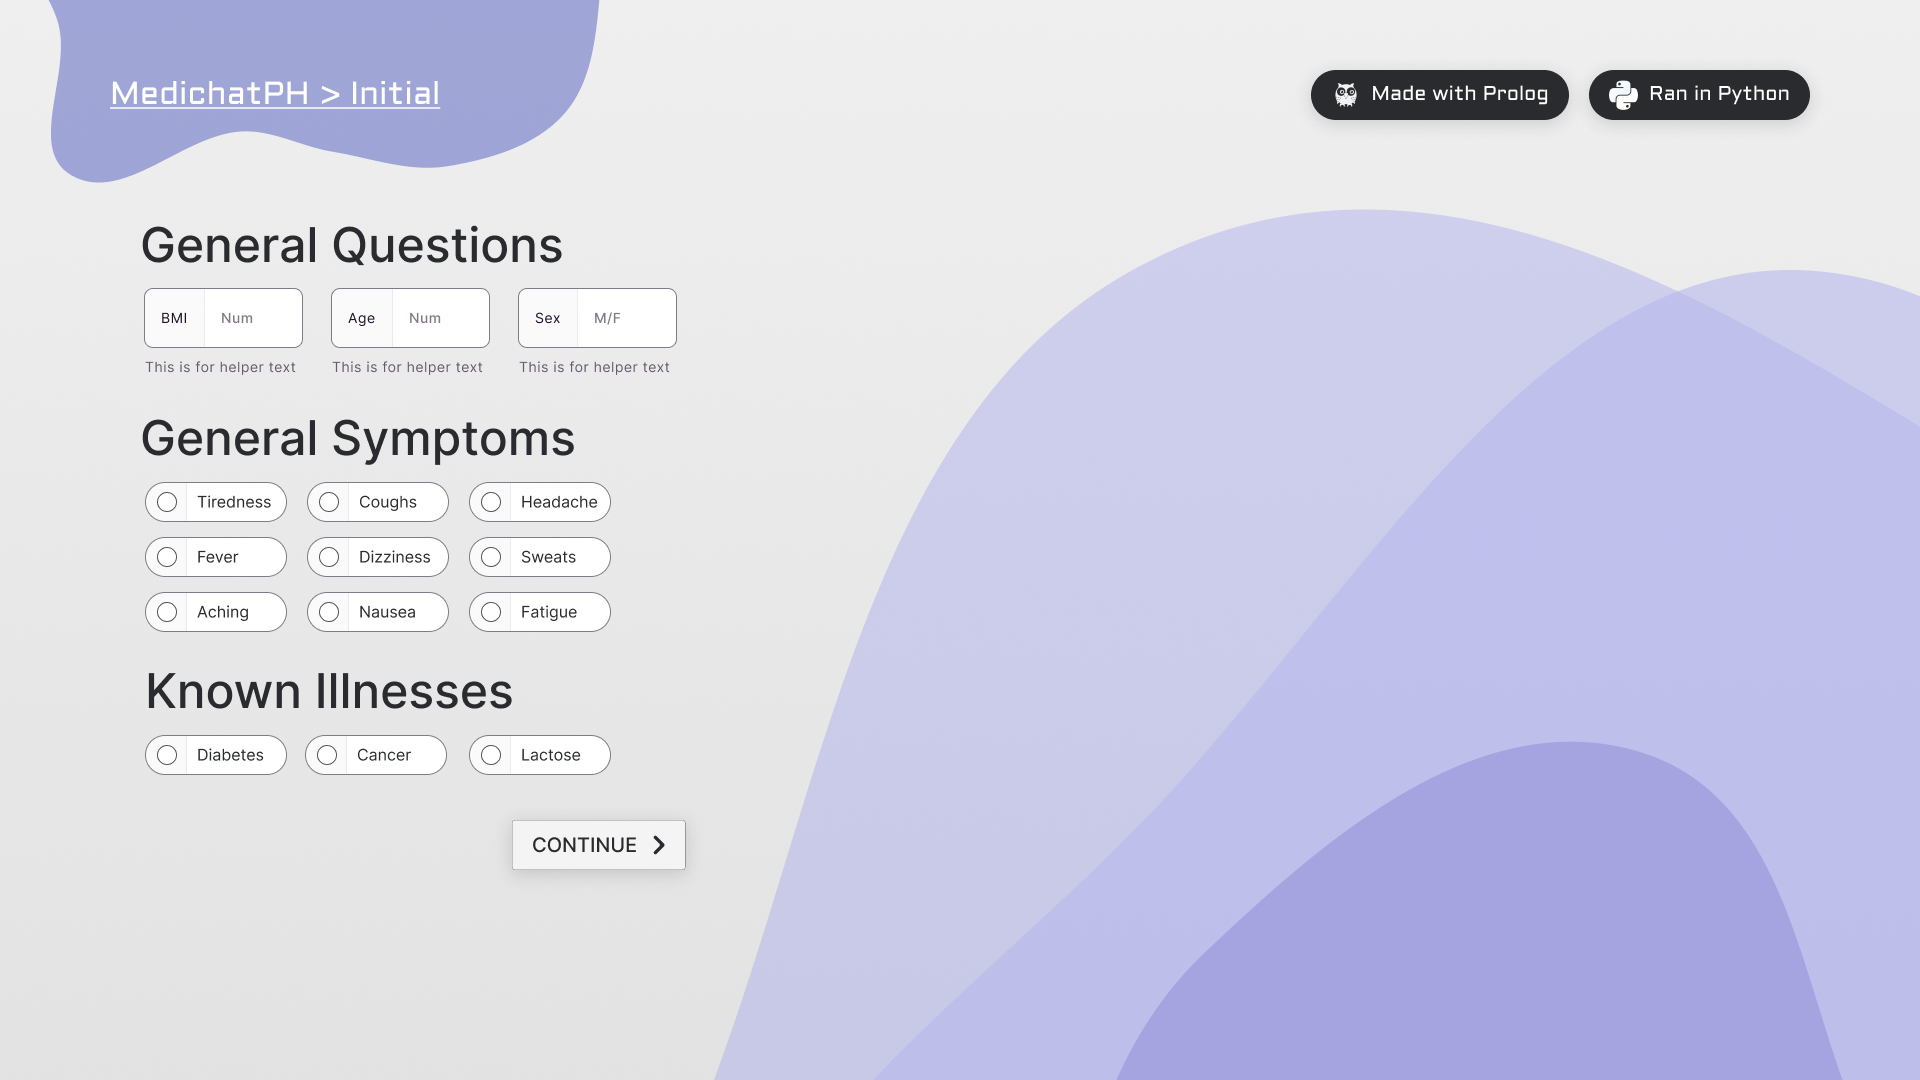 MedichatPH > Initial
Made with Prolog
Ran in Python
General Questions
BMI Num
Age Num
Sex M/F
This is for helper text
This is for helper text
This is for helper text
General Symptoms
Tiredness
Coughs
Headache
Fever
Dizziness
Sweats
Aching
Nausea
Fatigue
Known Illnesses
Diabetes
Cancer
Lactose
CONTINUE